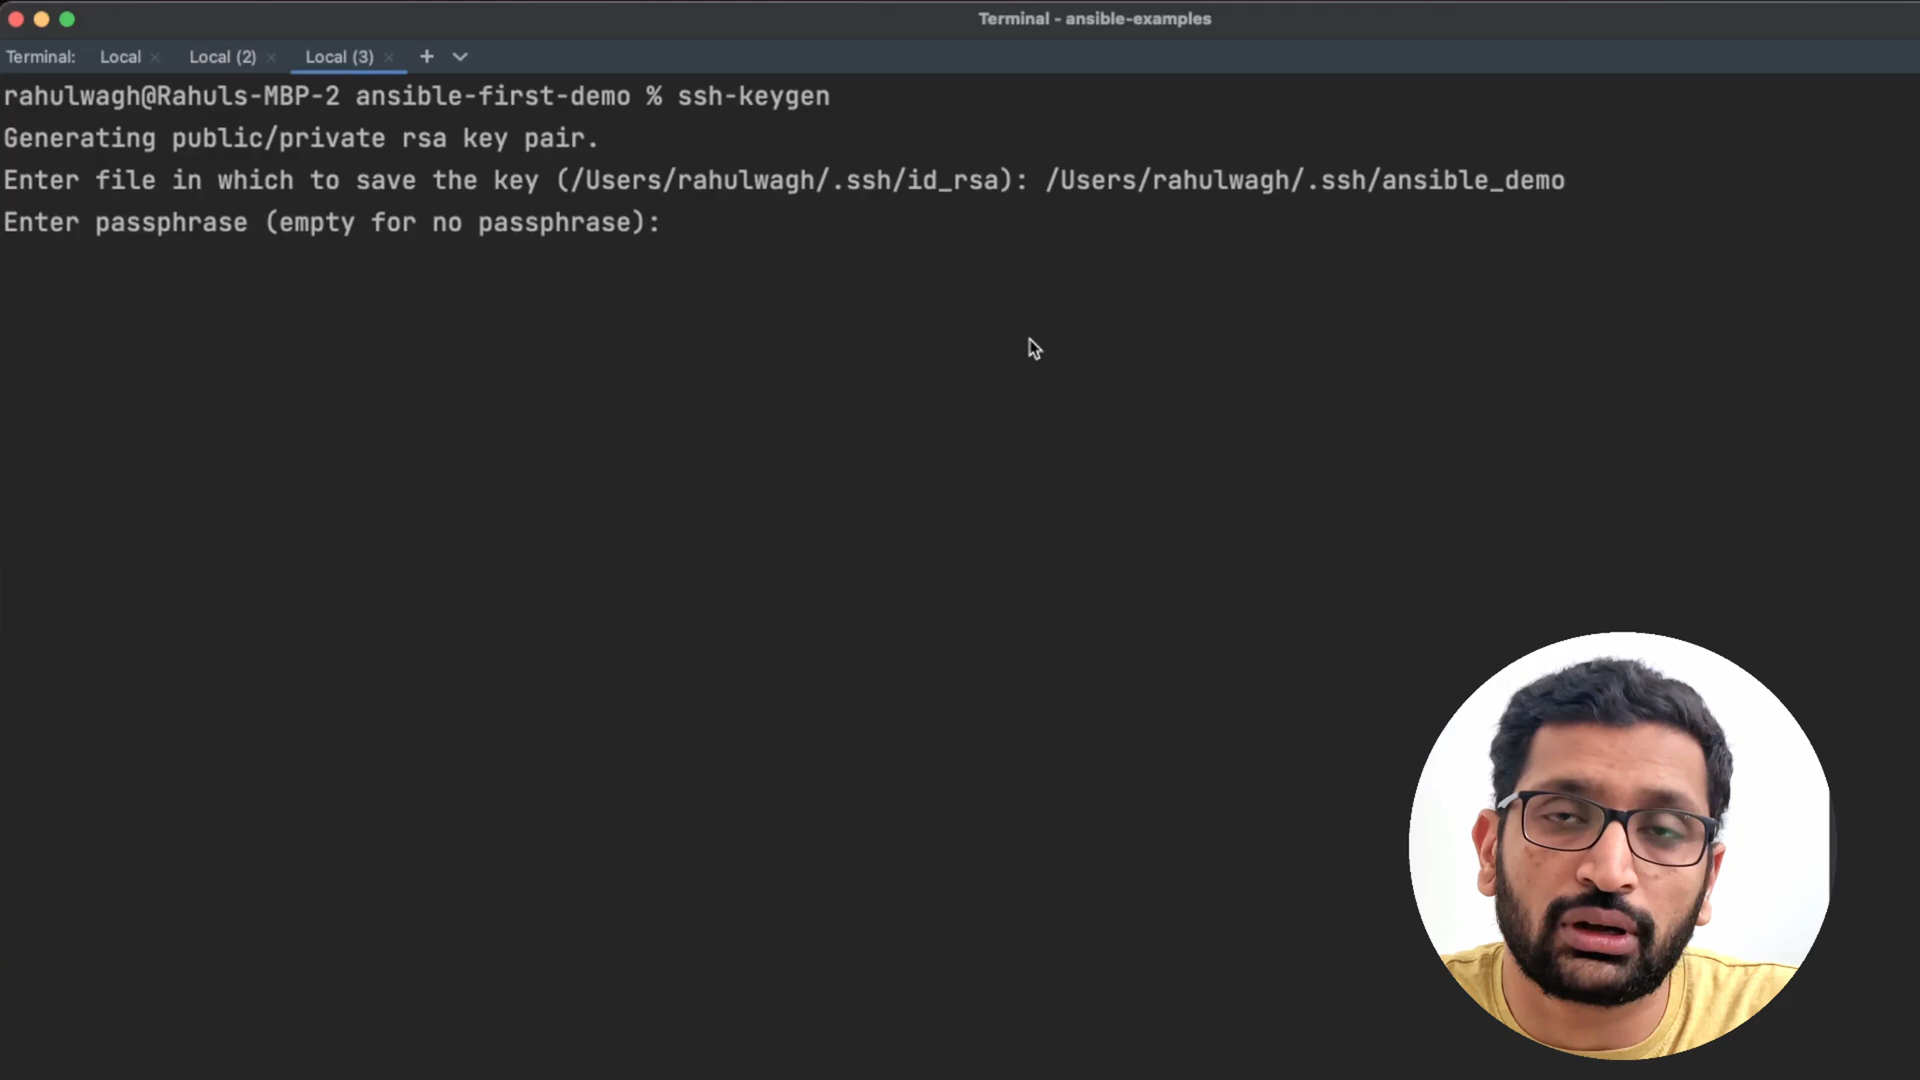 Terminal - ansible-examples
Terminal: Local Local (2) Local (3)
rahulwagh@Rahuls-MBP-2 ansible-first-demo % ssh-keygen
Generating public/private rsa key pair.
Enter file in which to save the key (/Users/rahulwagh/.ssh/id_rsa): /Users/rahulwagh/.ssh/ansible_demo
Enter passphrase (empty for no passphrase):